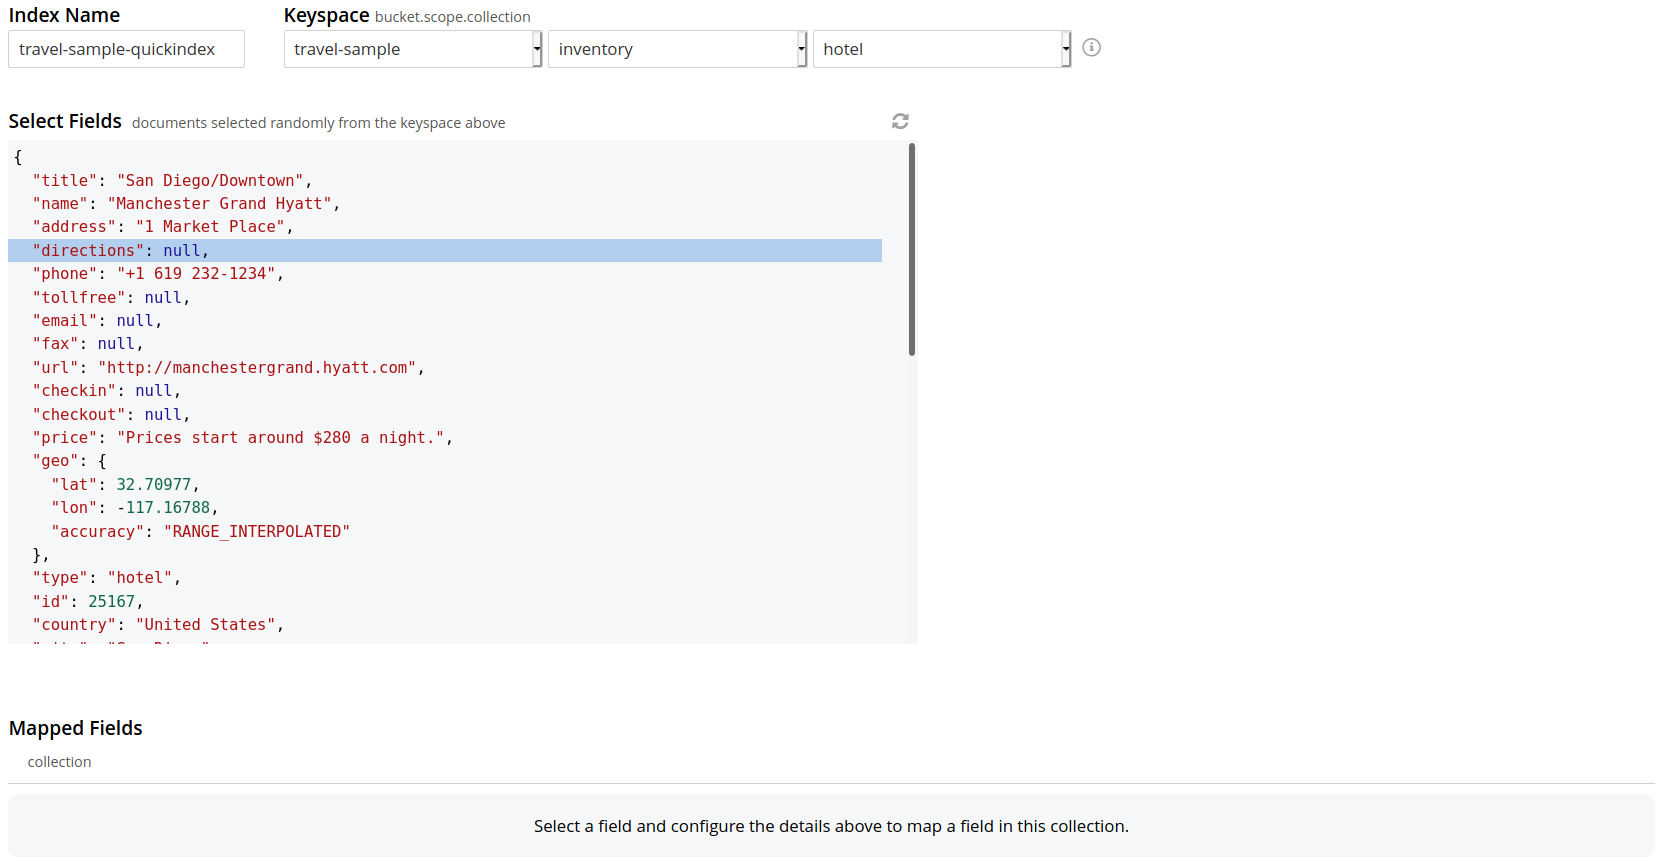 Index Name
Keyspace bucket.scope.collection
travel-sample-quickindex
travel-sample
inventory
hotel
Select Fields documents selected randomly from the keyspace above
{
"title": "San Diego/Downtown",
"name": "Manchester Grand Hyatt",
"address": "1 Market Place",
"directions": null,
"phone": "+1 619 232-1234",
"tollfree": null,
"email": null,
"fax": null,
"url": "http://manchestergrand.hyatt.com",
"checkin": null,
"checkout": null,
"price": "Prices start around $280 a night.",
"geo": {
"lat": 32.70977,
"lon": -117.16788,
"accuracy": "RANGE_INTERPOLATED"
},
"type": "hotel",
"id": 25167,
"country": "United States",
Mapped Fields
collection
Select a field and configure the details above to map a field in this collection.